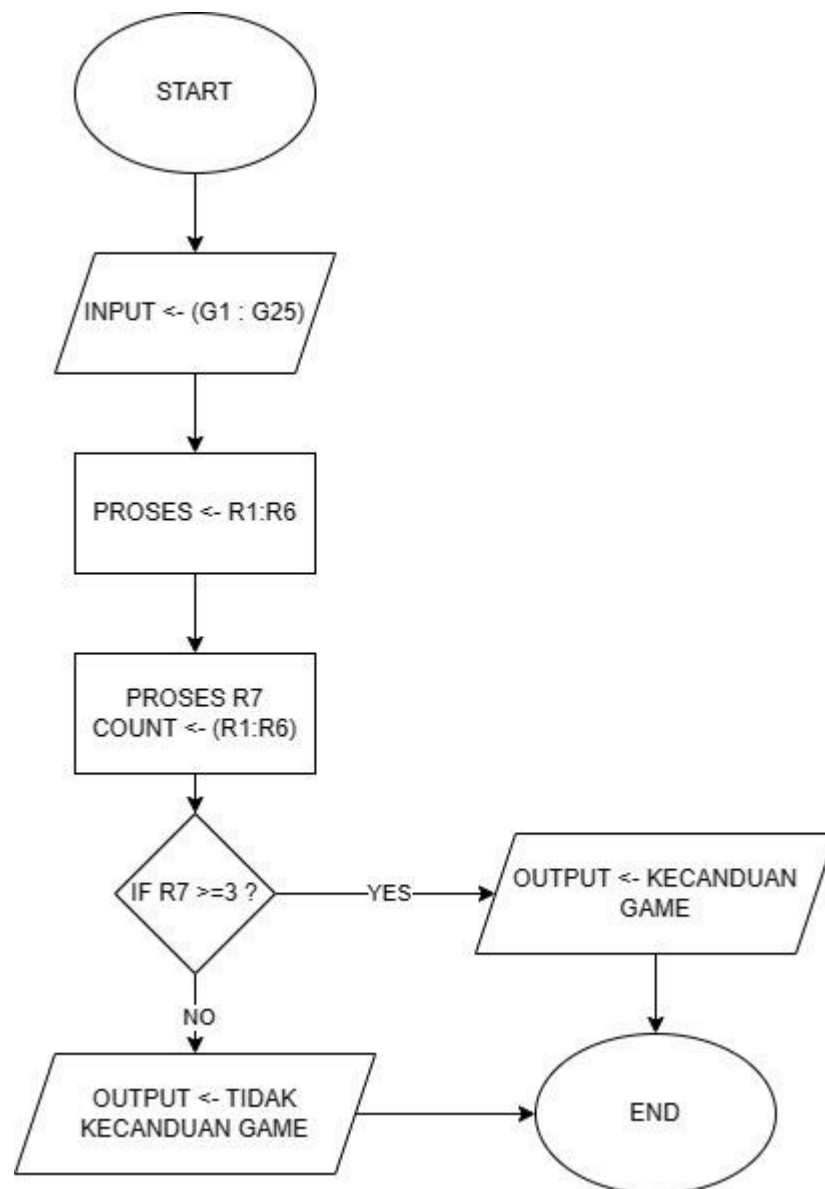 START
INPUT <- (G1 : G25)
PROSES <- R1:R6
PROSES R7
COUNT <- (R1:R6)
IF R7 >=3 ?
YES
OUTPUT <- KECANDUAN
GAME
NO
OUTPUT <- TIDAK
KECANDUAN GAME
END